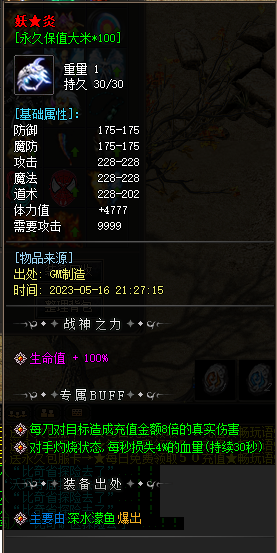 妖★炎
[永久保值大米*100]
重量 1
持久 30/30
[基础属性]:
防御 175-175
魔防 175-175
攻击 228-228
魔法 228-228
道术 228-202
体力值 +4777
需要攻击 9999
[物品来源]
出处: GM制造
时间: 2023-05-16 21:27:15
战神之力
生命值 + 100%
专属BUFF
每刀对目标造成充值金额8倍的真实伤害
对手灼烧状态,每秒损失4%的血量(持续30秒)
装备出处
主要由 深水漾鱼 爆出